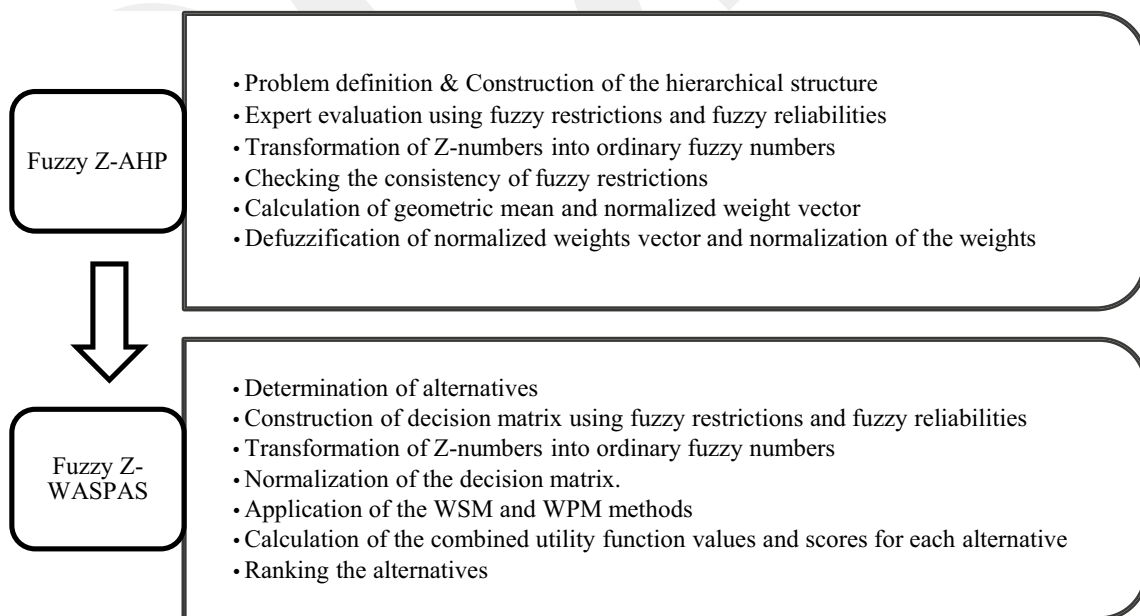 Fuzzy Z-AHP
• Problem definition & Construction of the hierarchical structure
• Expert evaluation using fuzzy restrictions and fuzzy reliabilities
• Transformation of Z-numbers into ordinary fuzzy numbers
• Checking the consistency of fuzzy restrictions
• Calculation of geometric mean and normalized weight vector
• Defuzzification of normalized weights vector and normalization of the weights
Fuzzy Z-
WASPAS
• Determination of alternatives
• Construction of decision matrix using fuzzy restrictions and fuzzy reliabilities
• Transformation of Z-numbers into ordinary fuzzy numbers
• Normalization of the decision matrix.
• Application of the WSM and WPM methods
• Calculation of the combined utility function values and scores for each alternative
• Ranking the alternatives